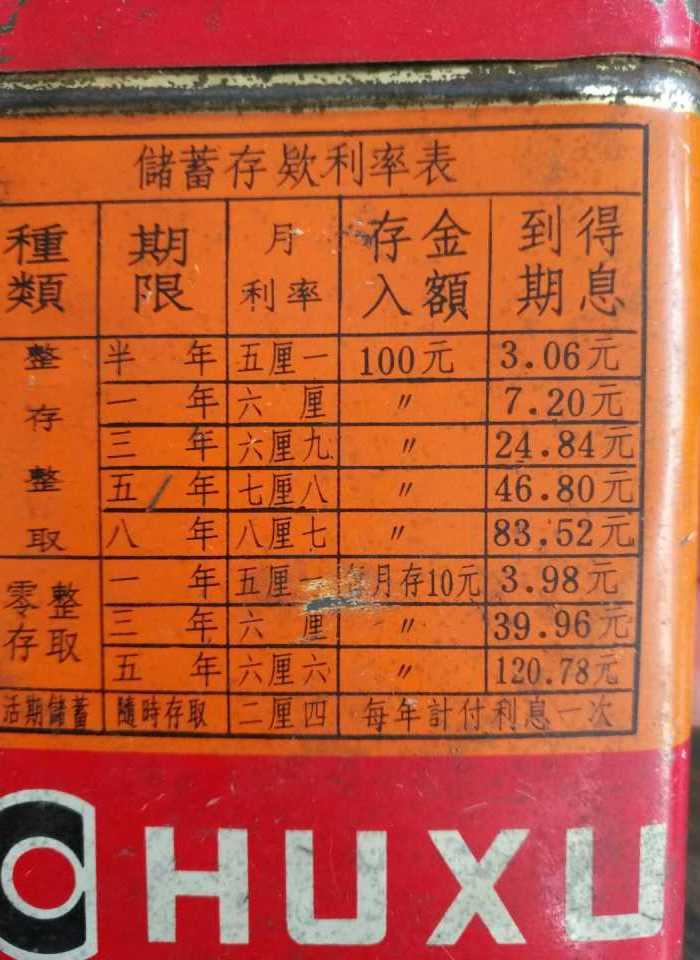 儲蓄存欵利率表
種類 期限 月利率 存入金額 到期得息
整存整取 半年 五厘一 100元 3.06元
一年 六厘 〃 7.20元
三年 六厘九 〃 24.84元
五年 七厘八 〃 46.80元
八年 八厘七 〃 83.52元
零存整取 一年 五厘一 月存10元 3.98元
三年 六厘 〃 39.96元
五年 六厘六 〃 120.78元
活期儲蓄 隨時存取 二厘四 每年計付利息一次
CHUXU